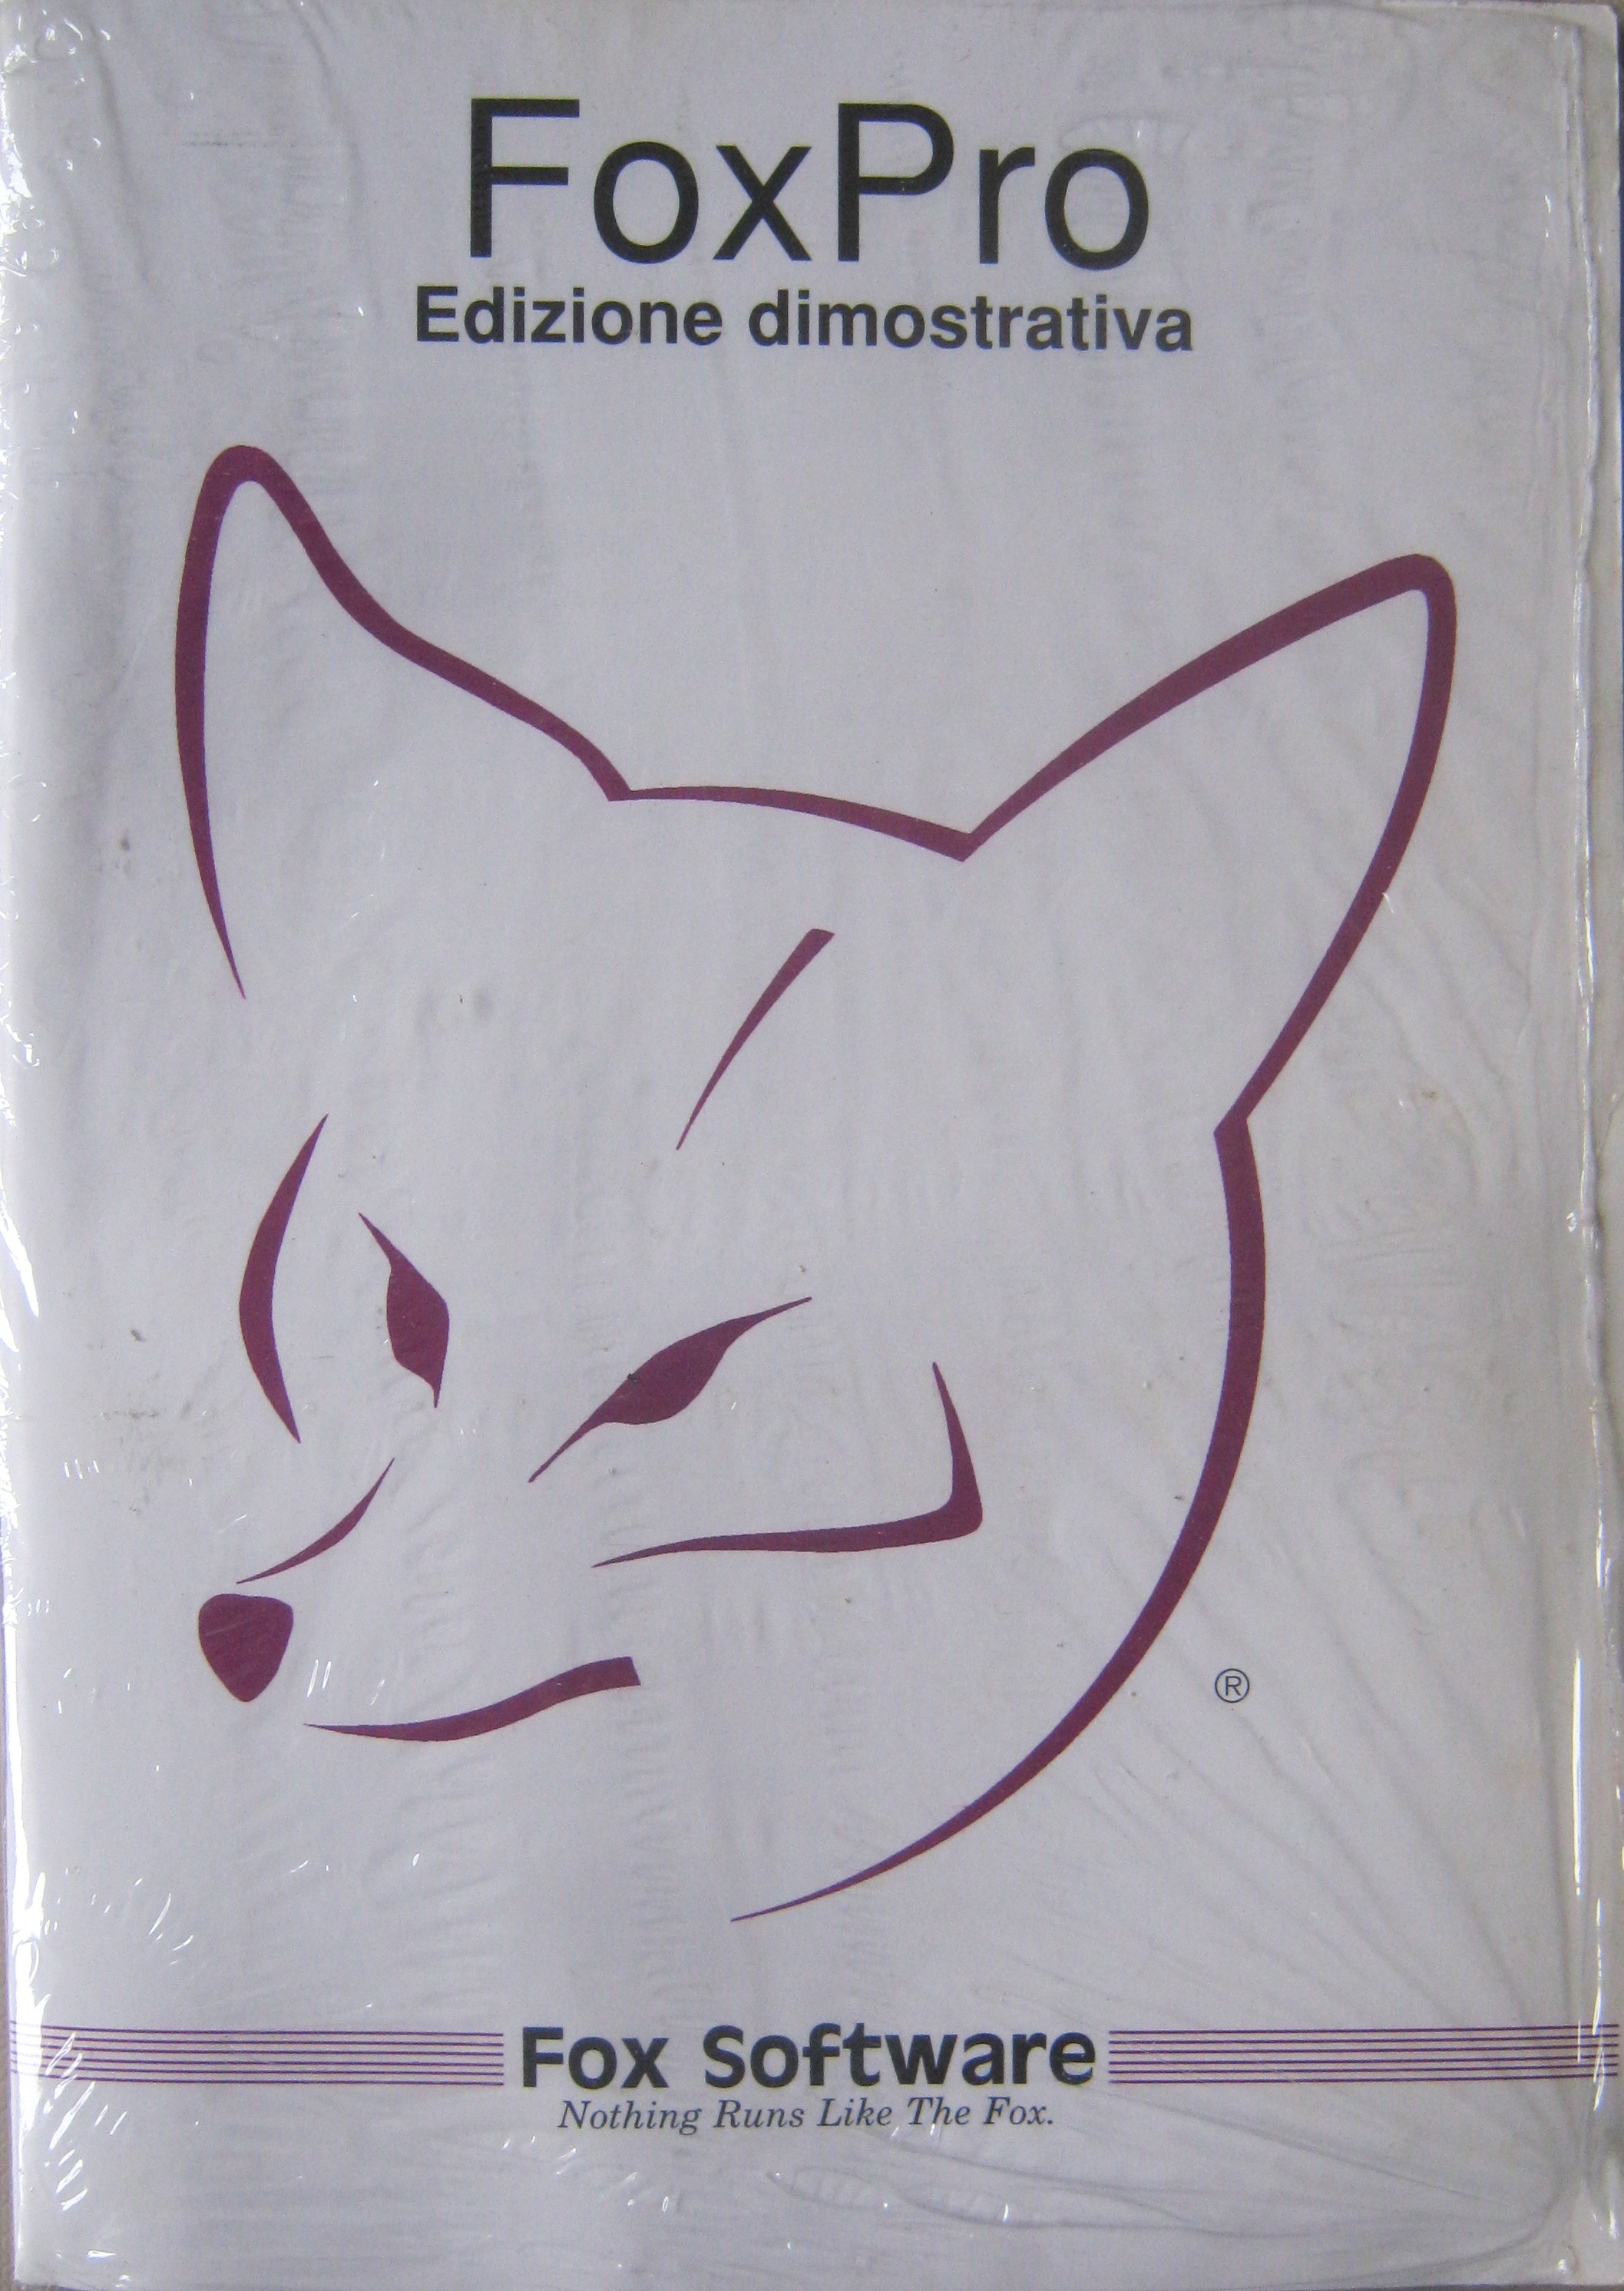 FoxPro
Edizione dimostrativa
®
Fox Software
Nothing Runs Like The Fox.